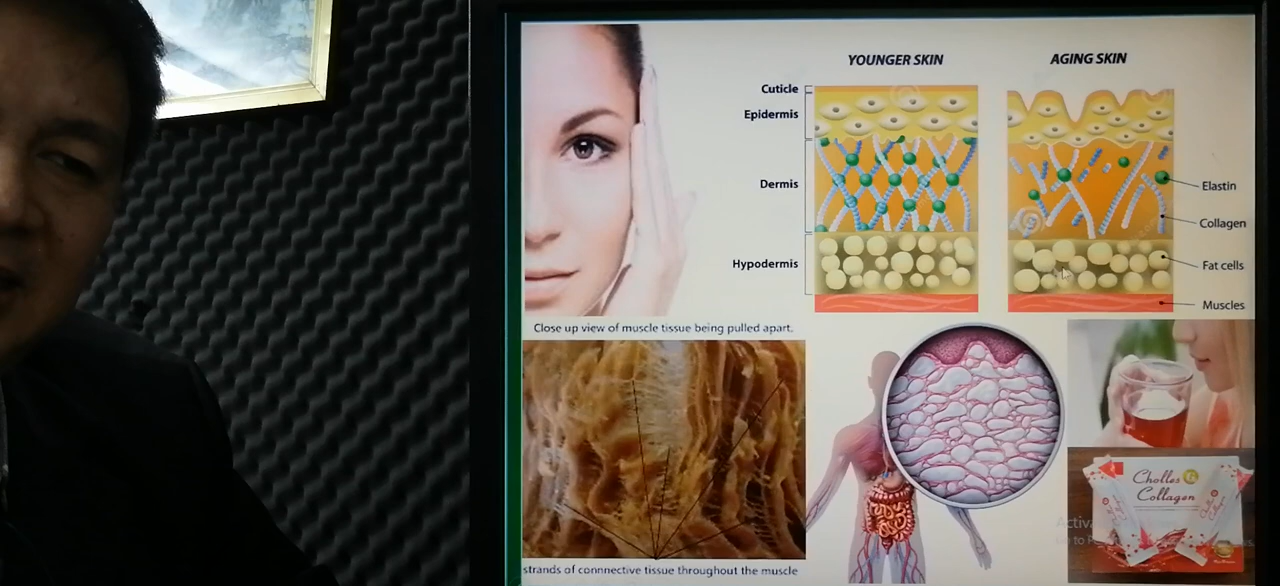 YOUNGER SKIN
AGING SKIN
Cuticle
Epidermis
Dermis
Hypodermis
Elastin
Collagen
Fat cells
Muscles
Close up view of muscle tissue being pulled apart.
strands of connnective tissue throughout the muscle
Cholles
Collagen